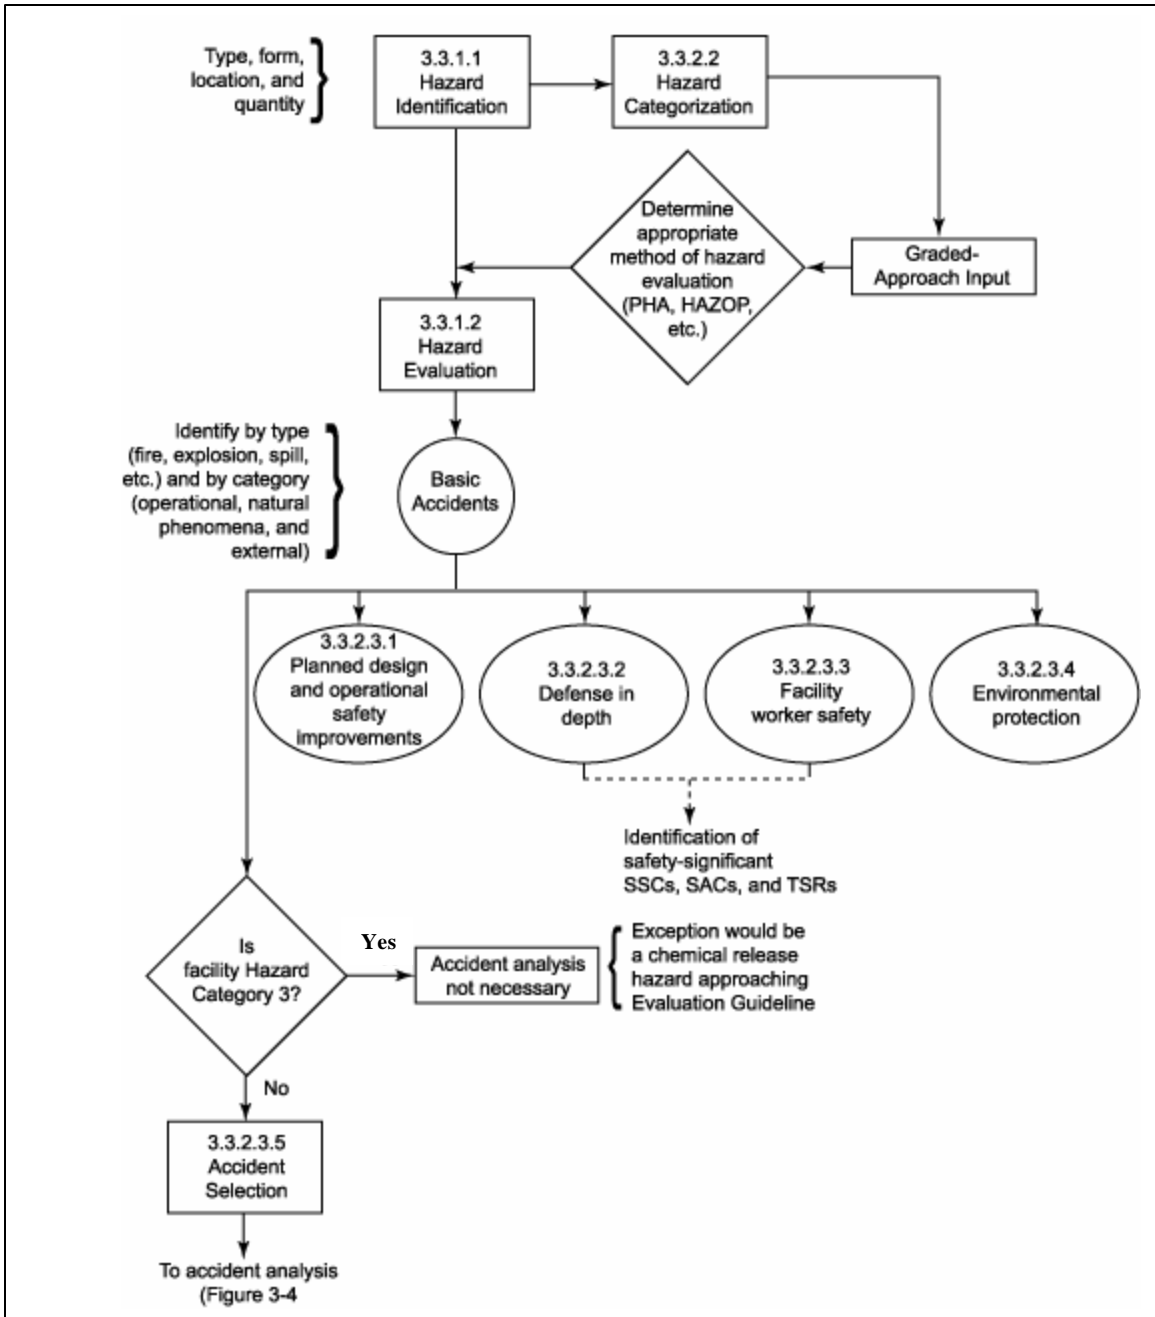 Type, form,
location, and
quantity
3.3.1.1
Hazard
Identification
3.3.2.2
Hazard
Categorization
Determine
appropriate
method of hazard
evaluation
(PHA, HAZOP,
etc.)
Graded-
Approach Input
3.3.1.2
Hazard
Evaluation
Identify by type
(fire, explosion, spill,
etc.) and by category
(operational, natural
phenomena, and
external)
Basic
Accidents
3.3.2.3.1
Planned design
and operational
safety
improvements
3.3.2.3.2
Defense in
depth
3.3.2.3.3
Facility
worker safety
3.3.2.3.4
Environmental
protection
Identification of
safety-significant
SSCs, SACs, and TSRs
Is
facility Hazard
Category 3?
Yes
Accident analysis
not necessary
Exception would be
a chemical release
hazard approaching
Evaluation Guideline
No
3.3.2.3.5
Accident
Selection
To accident analysis
(Figure 3-4